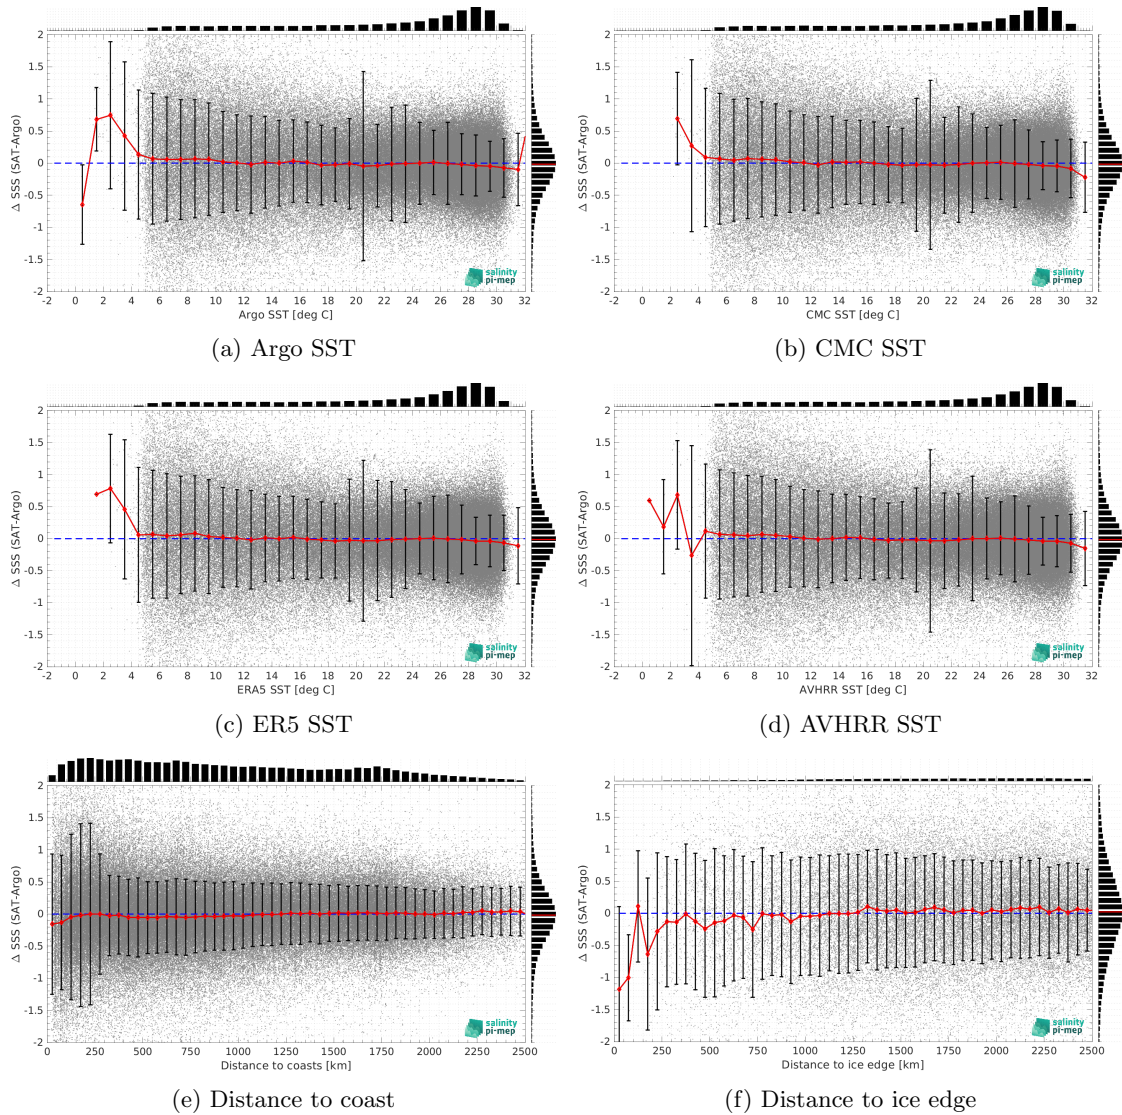 2
1.5
1
0.5
0
-0.5
-1
-1.5
-2
Δ SSS (SAT-Argo)
-2 0 2 4 6 8 10 12 14 16 18 20 22 24 26 28 30 32
Argo SST [deg C]
salinity
pi-mep
(a) Argo SST
2
1.5
1
0.5
0
-0.5
-1
-1.5
-2
Δ SSS (SAT-Argo)
-2 0 2 4 6 8 10 12 14 16 18 20 22 24 26 28 30 32
CMC SST [deg C]
salinity
pi-mep
(b) CMC SST
2
1.5
1
0.5
0
-0.5
-1
-1.5
-2
Δ SSS (SAT-Argo)
-2 0 2 4 6 8 10 12 14 16 18 20 22 24 26 28 30 32
ERA5 SST [deg C]
salinity
pi-mep
(c) ER5 SST
2
1.5
1
0.5
0
-0.5
-1
-1.5
-2
Δ SSS (SAT-Argo)
-2 0 2 4 6 8 10 12 14 16 18 20 22 24 26 28 30 32
AVHRR SST [deg C]
salinity
pi-mep
(d) AVHRR SST
2
1.5
1
0.5
0
-0.5
-1
-1.5
-2
Δ SSS (SAT-Argo)
0 250 500 750 1000 1250 1500 1750 2000 2250 2500
Distance to coasts [km]
salinity
pi-mep
(e) Distance to coast
2
1.5
1
0.5
0
-0.5
-1
-1.5
-2
Δ SSS (SAT-Argo)
0 250 500 750 1000 1250 1500 1750 2000 2250 2500
Distance to ice edge [km]
salinity
pi-mep
(f) Distance to ice edge